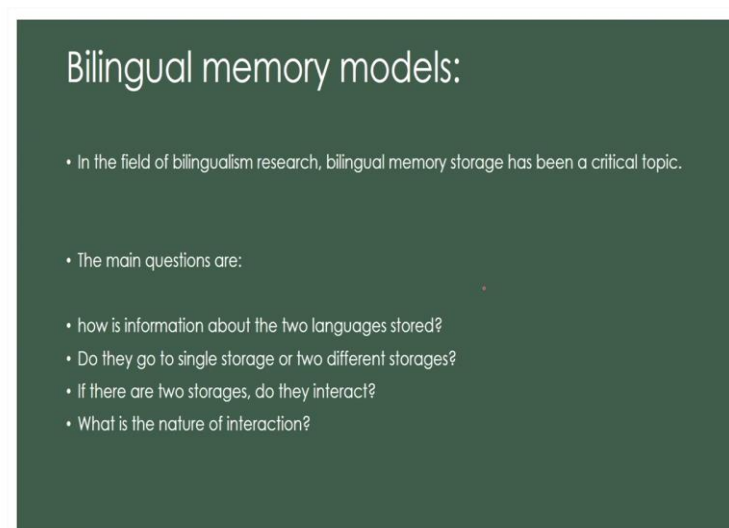 Bilingual memory models:
• In the field of bilingualism research, bilingual memory storage has been a critical topic.
• The main questions are:
• how is information about the two languages stored?
• Do they go to single storage or two different storages?
• If there are two storages, do they interact?
• What is the nature of interaction?